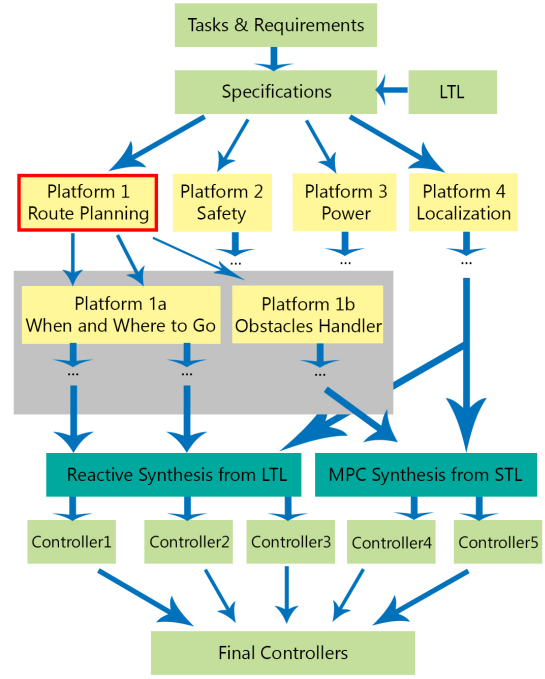 Tasks & Requirements
Specifications
LTL
Platform 1
Route Planning
Platform 2
Safety
Platform 3
Power
Platform 4
Localization
...
...
...
Platform 1a
When and Where to Go
Platform 1b
Obstacles Handler
...
...
...
Reactive Synthesis from LTL
MPC Synthesis from STL
Controller1
Controller2
Controller3
Controller4
Controller5
Final Controllers